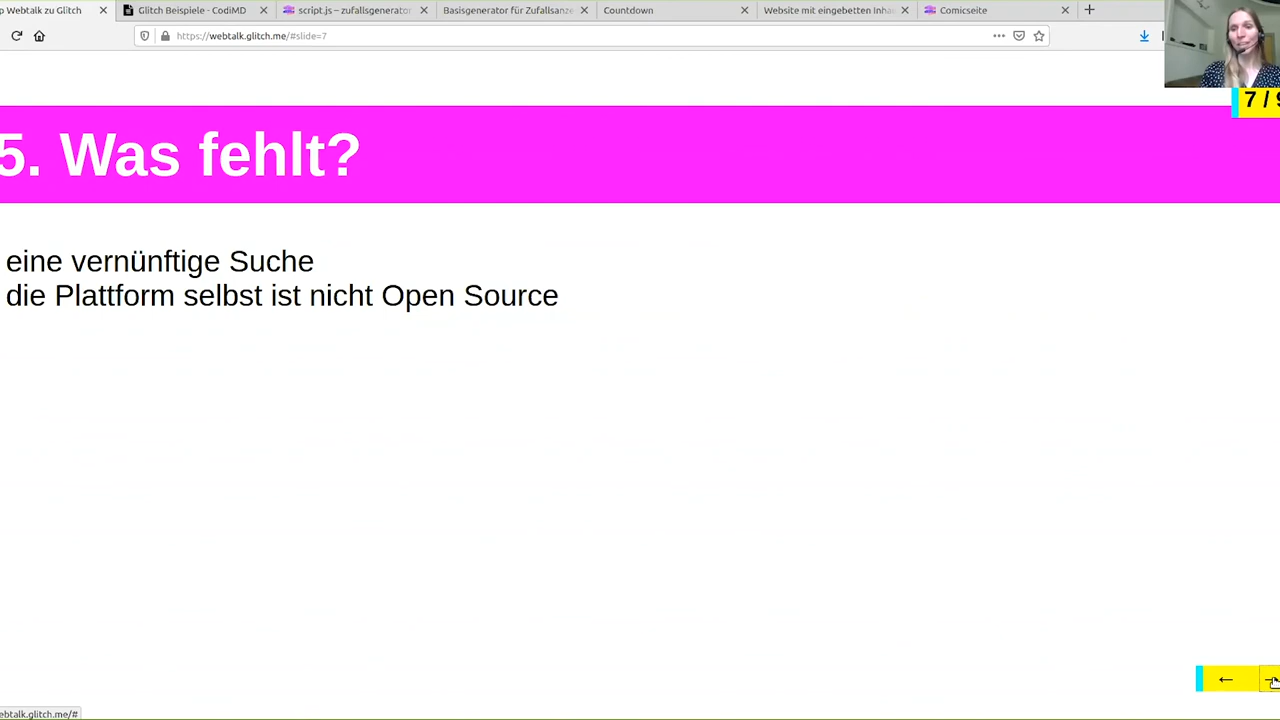 p Webtalk zu Glitch
Glitch Beispiele - CodiMD
script.js – zufallsgenerator
Basisgenerator für Zufallsanze
Countdown
Website mit eingebetten Inha
Comicseite
https://webtalk.glitch.me/#slide=7
7 / 9
5. Was fehlt?
eine vernünftige Suche
die Plattform selbst ist nicht Open Source
←
ebtalk.glitch.me/#